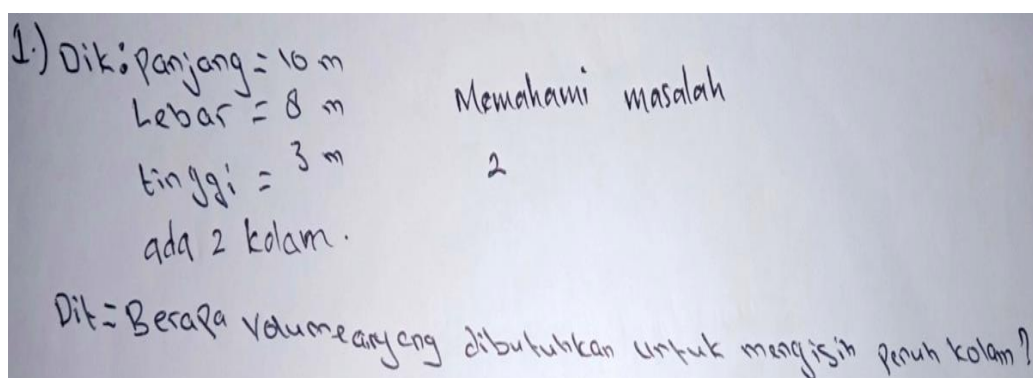 1.) Dik: Panjang = 10 m
Lebar = 8 m
tinggi = 3 m
ada 2 kolam.
Memahami masalah
2
Dit = Berapa volume air yang dibutuhkan untuk mengisin penuh kolam?